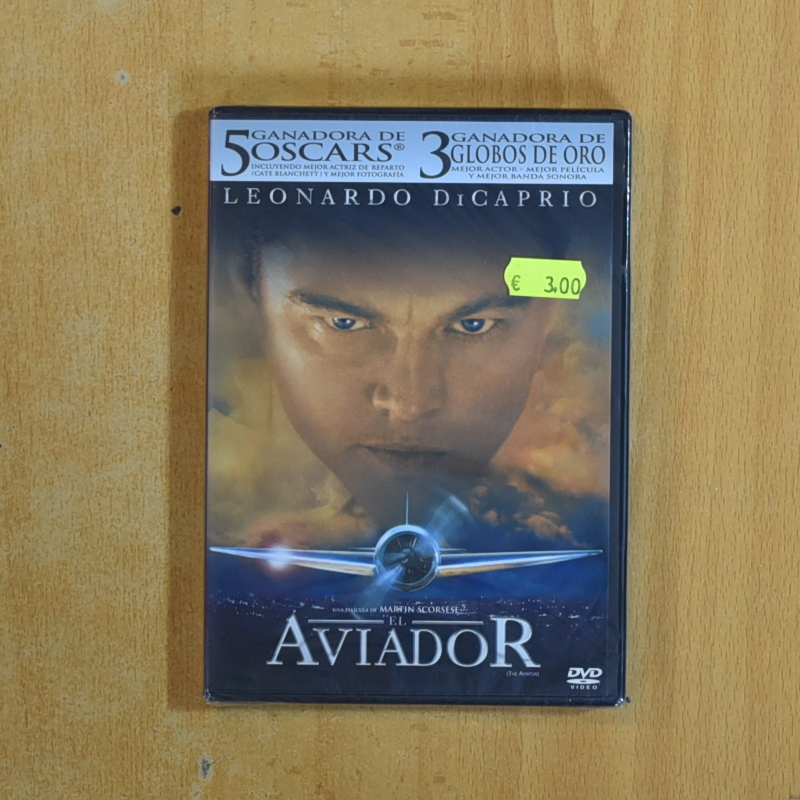 5 GANADORA DE
OSCARS®
INCLUYENDO MEJOR ACTRIZ DE REPARTO
(CATE BLANCHETT) Y MEJOR FOTOGRAFÍA
3 GANADORA DE
GLOBOS DE ORO
MEJOR ACTOR - MEJOR PELÍCULA
Y MEJOR BANDA SONORA
LEONARDO DiCAPRIO
€ 3.00
UNA PELÍCULA DE MARTIN SCORSESE
EL
AVIADOR
(THE AVIATOR)
DVD
VIDEO